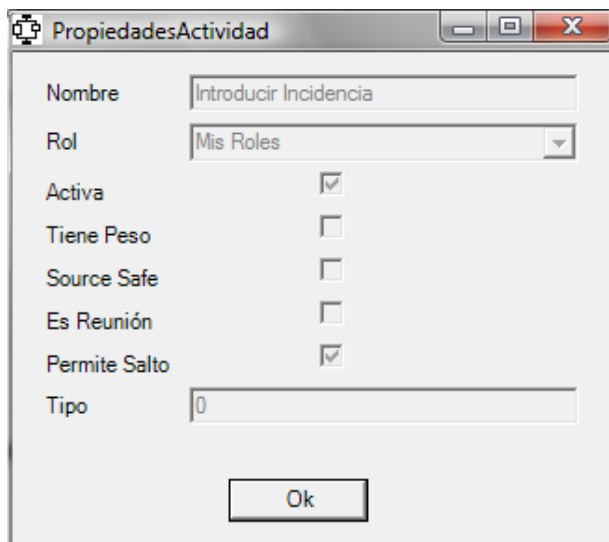 PropiedadesActividad
Nombre Introducir Incidencia
Rol Mis Roles
Activa
Tiene Peso
Source Safe
Es Reunión
Permite Salto
Tipo 0
Ok